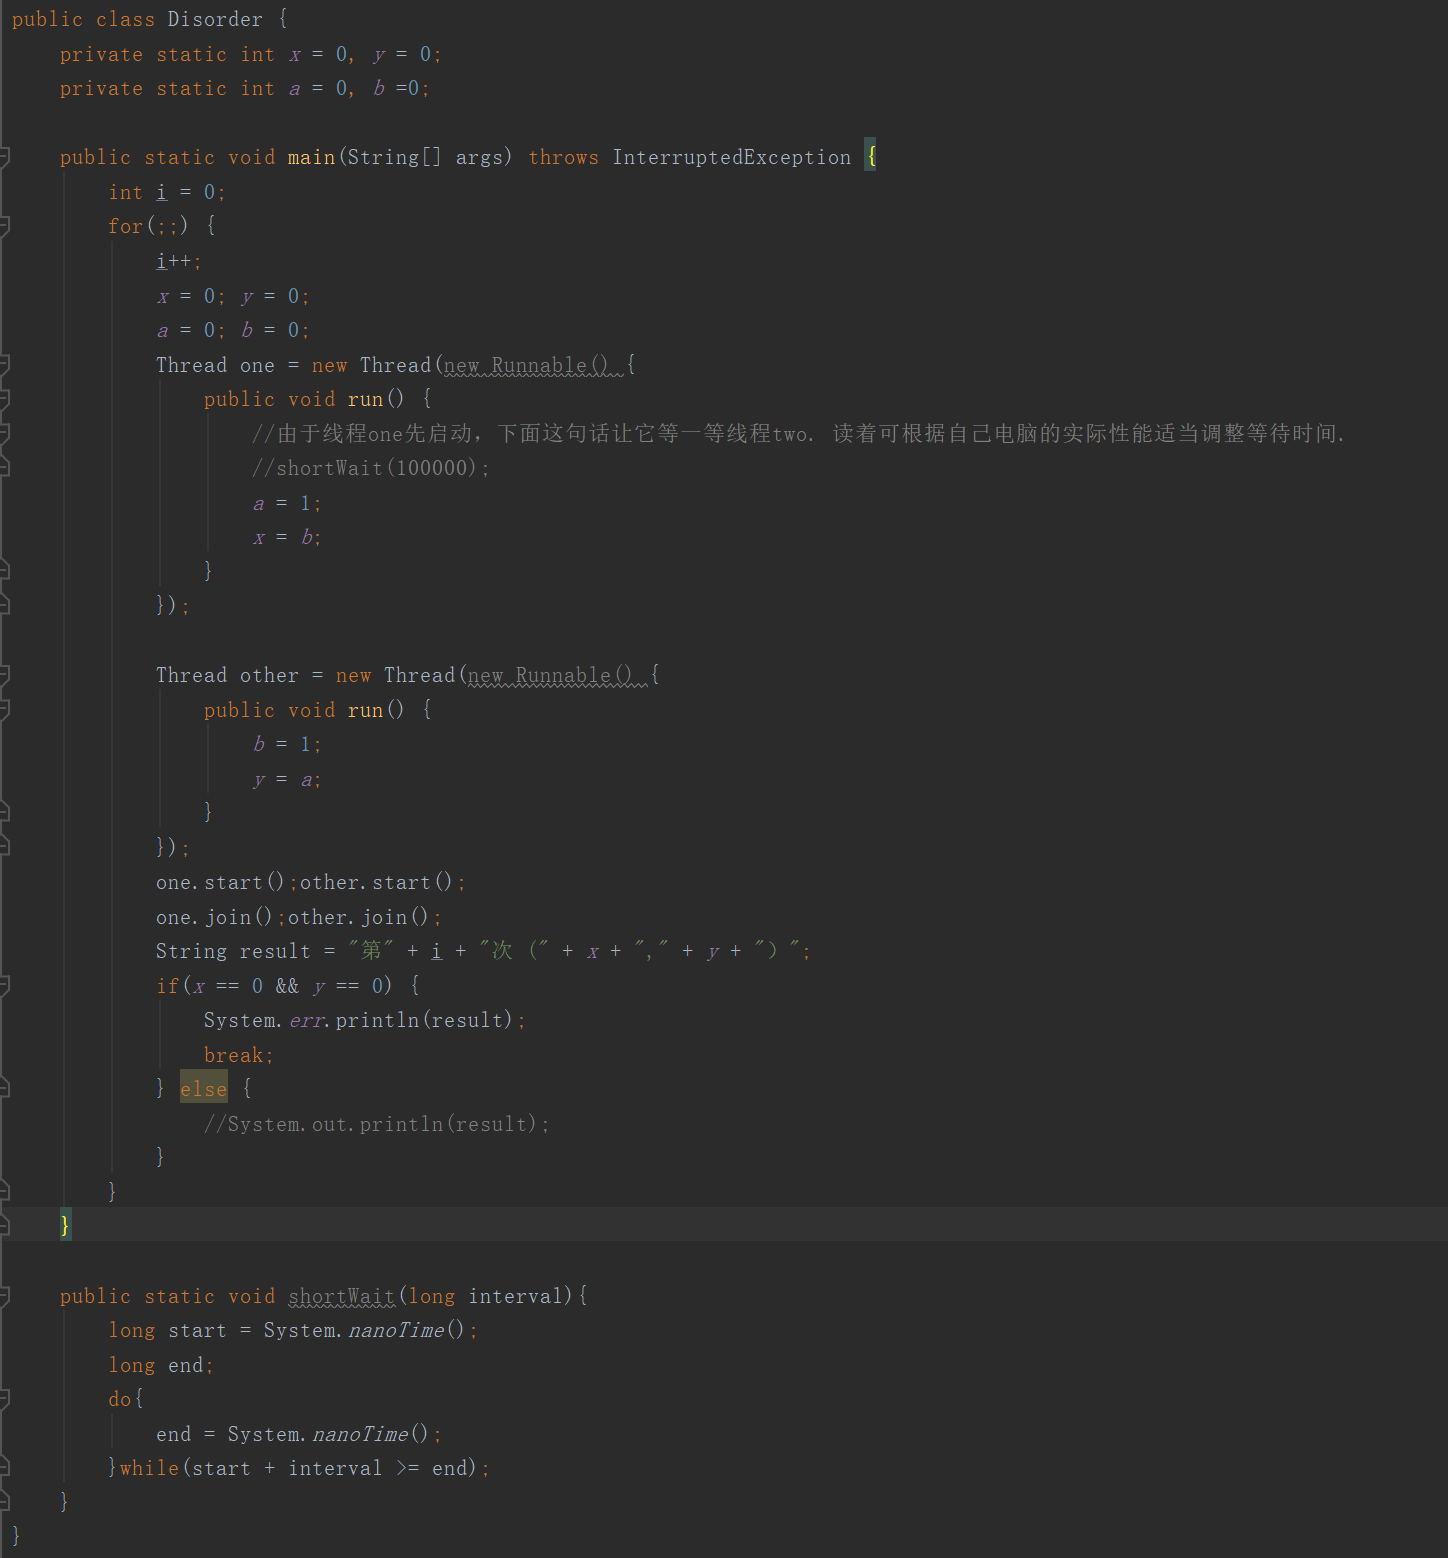 public class Disorder {
    private static int x = 0, y = 0;
    private static int a = 0, b =0;

    public static void main(String[] args) throws InterruptedException {
        int i = 0;
        for(;;) {
            i++;
            x = 0; y = 0;
            a = 0; b = 0;
            Thread one = new Thread(new Runnable() {
                public void run() {
                    //由于线程one先启动，下面这句话让它等一等线程two. 读着可根据自己电脑的实际性能适当调整等待时间.
                    //shortWait(100000);
                    a = 1;
                    x = b;
                }
            });

            Thread other = new Thread(new Runnable() {
                public void run() {
                    b = 1;
                    y = a;
                }
            });
            one.start();other.start();
            one.join();other.join();
            String result = "第" + i + "次 (" + x + "," + y + "）";
            if(x == 0 && y == 0) {
                System.err.println(result);
                break;
            } else {
                //System.out.println(result);
            }
        }
    }

    public static void shortWait(long interval){
        long start = System.nanoTime();
        long end;
        do{
            end = System.nanoTime();
        }while(start + interval >= end);
    }
}